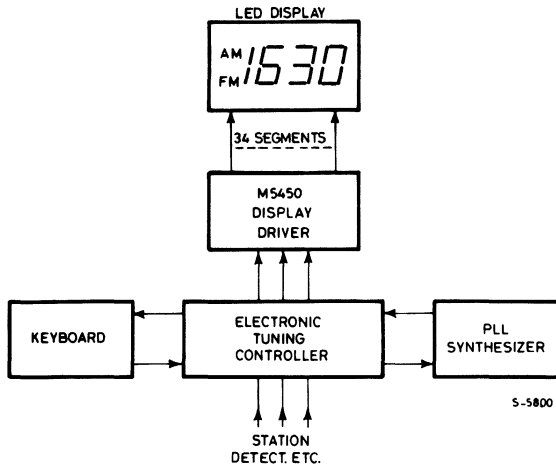 LED DISPLAY
AM
1630
FM
34 SEGMENTS
M5450
DISPLAY
DRIVER
KEYBOARD
ELECTRONIC
TUNING
CONTROLLER
PLL
SYNTHESIZER
S-5800
STATION
DETECT. ETC.